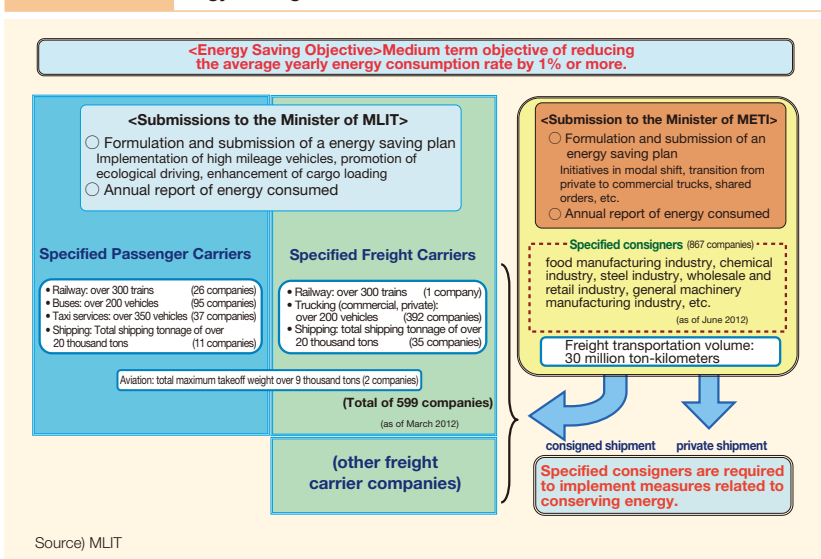 <Energy Saving Objective>Medium term objective of reducing
the average yearly energy consumption rate by 1% or more.
<Submissions to the Minister of MLIT>
○ Formulation and submission of a energy saving plan
Implementation of high mileage vehicles, promotion of
ecological driving, enhancement of cargo loading
○ Annual report of energy consumed
Specified Passenger Carriers
• Railway: over 300 trains (26 companies)
• Buses: over 200 vehicles (95 companies)
• Taxi services: over 350 vehicles (37 companies)
• Shipping: Total shipping tonnage of over
20 thousand tons (11 companies)
Specified Freight Carriers
• Railway: over 300 trains (1 company)
• Trucking (commercial, private):
over 200 vehicles (392 companies)
• Shipping: total shipping tonnage of over
20 thousand tons (35 companies)
Aviation: total maximum takeoff weight over 9 thousand tons (2 companies)
(Total of 599 companies)
(as of March 2012)
(other freight
carrier companies)
<Submission to the Minister of METI>
○ Formulation and submission of an
energy saving plan
Initiatives in modal shift, transition from
private to commercial trucks, shared
orders, etc.
○ Annual report of energy consumed
Specified consigners (867 companies)
food manufacturing industry, chemical
industry, steel industry, wholesale and
retail industry, general machinery
manufacturing industry, etc.
(as of June 2012)
Freight transportation volume:
30 million ton-kilometers
consigned shipment private shipment
Specified consigners are required
to implement measures related to
conserving energy.
Source) MLIT